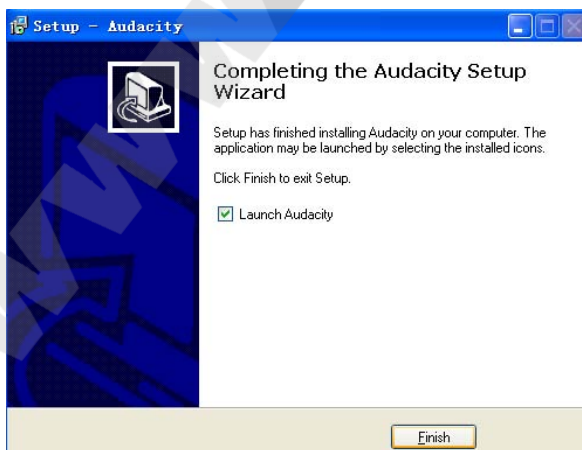 Setup - Audacity
Completing the Audacity Setup
Wizard
Setup has finished installing Audacity on your computer. The
application may be launched by selecting the installed icons.
Click Finish to exit Setup.
Launch Audacity
Finish